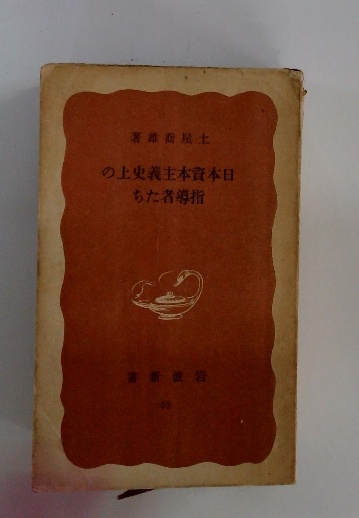 著雄喬屋土
の上史義主本資本日
ちた者導指
書新波岩